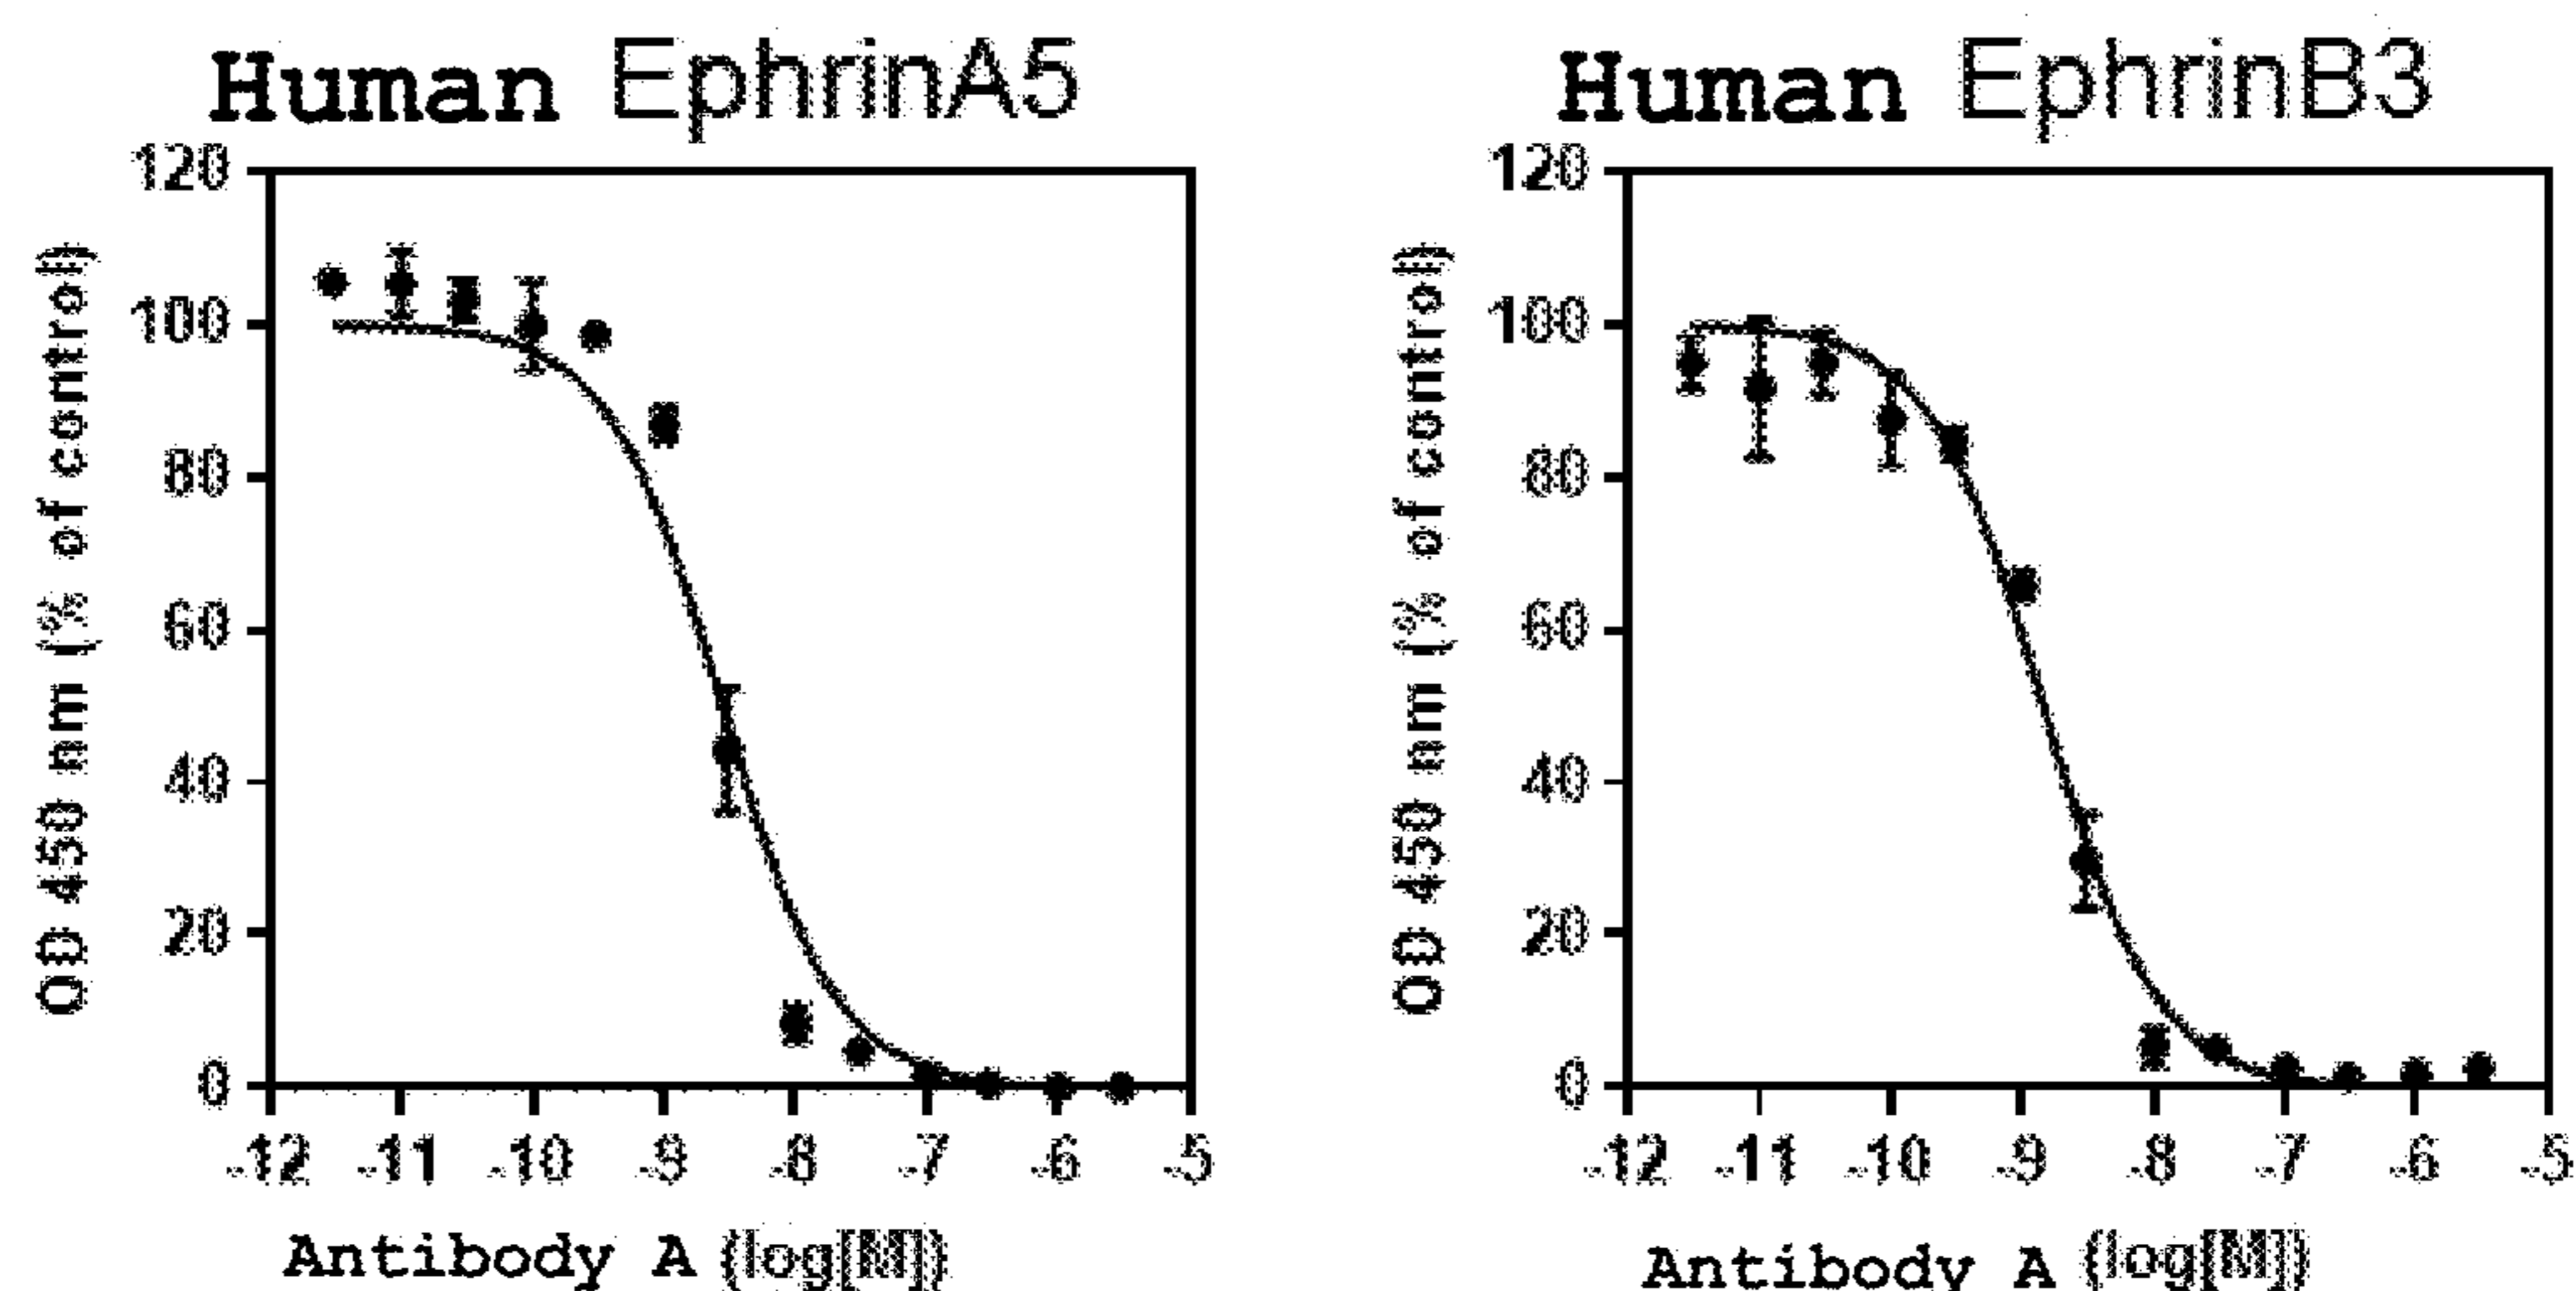 Human EphrinA5
120
100
80
60
40
20
0
OD 450 nm (% of control)
-12 -11 -10 -9 -8 -7 -6 -5
Antibody A (log[M])
Human EphrinB3
120
100
80
60
40
20
0
OD 450 nm (% of control)
-12 -11 -10 -9 -8 -7 -6 -5
Antibody A (log[M])